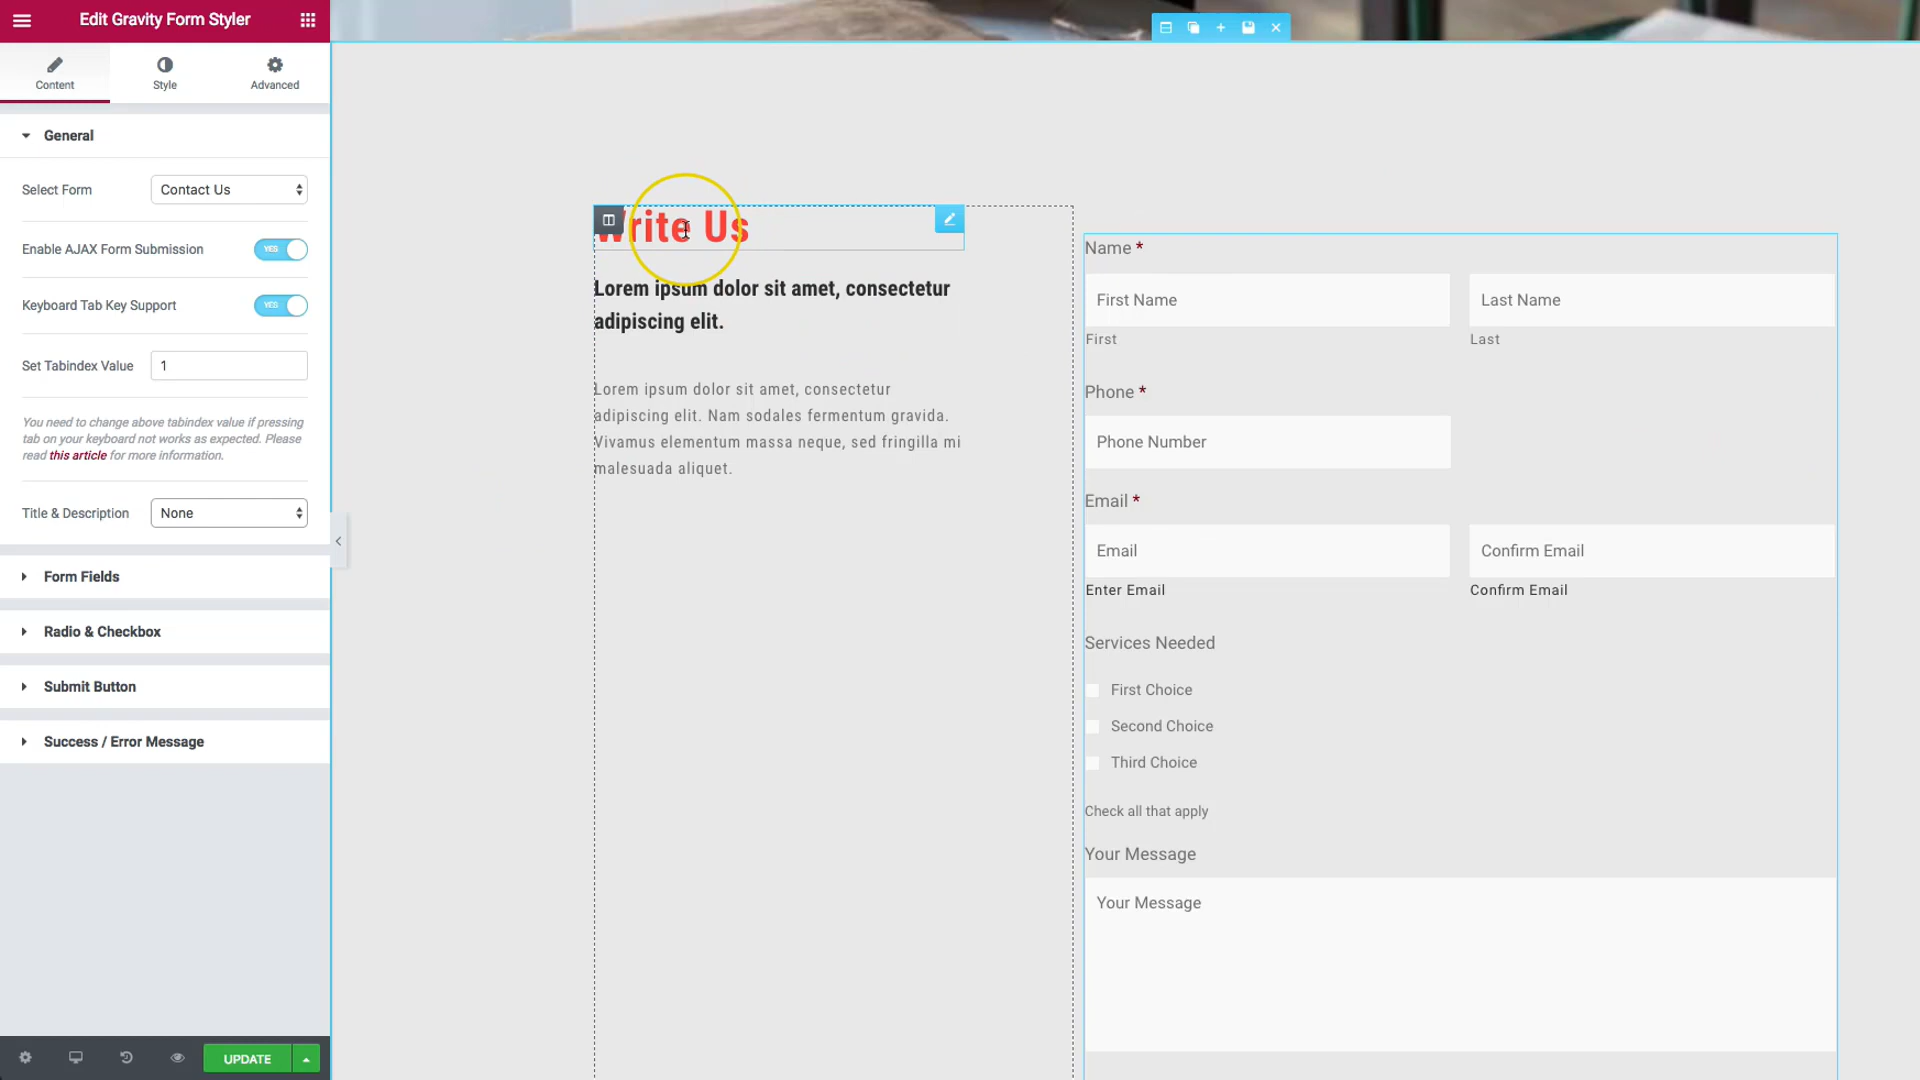 Edit Gravity Form Styler
Content
Style
Advanced
General
Select Form
Contact Us
Enable AJAX Form Submission
YES
Keyboard Tab Key Support
YES
Set Tabindex Value
1
You need to change above tabindex value if pressing
tab on your keyboard not works as expected. Please
read this article for more information.
Title & Description
None
Form Fields
Radio & Checkbox
Submit Button
Success / Error Message
UPDATE
Write Us
Lorem ipsum dolor sit amet, consectetur
adipiscing elit.
Lorem ipsum dolor sit amet, consectetur
adipiscing elit. Nam sodales fermentum gravida.
Vivamus elementum massa neque, sed fringilla mi
malesuada aliquet.
Name *
First Name
Last Name
First
Last
Phone *
Phone Number
Email *
Email
Confirm Email
Enter Email
Confirm Email
Services Needed
First Choice
Second Choice
Third Choice
Check all that apply
Your Message
Your Message